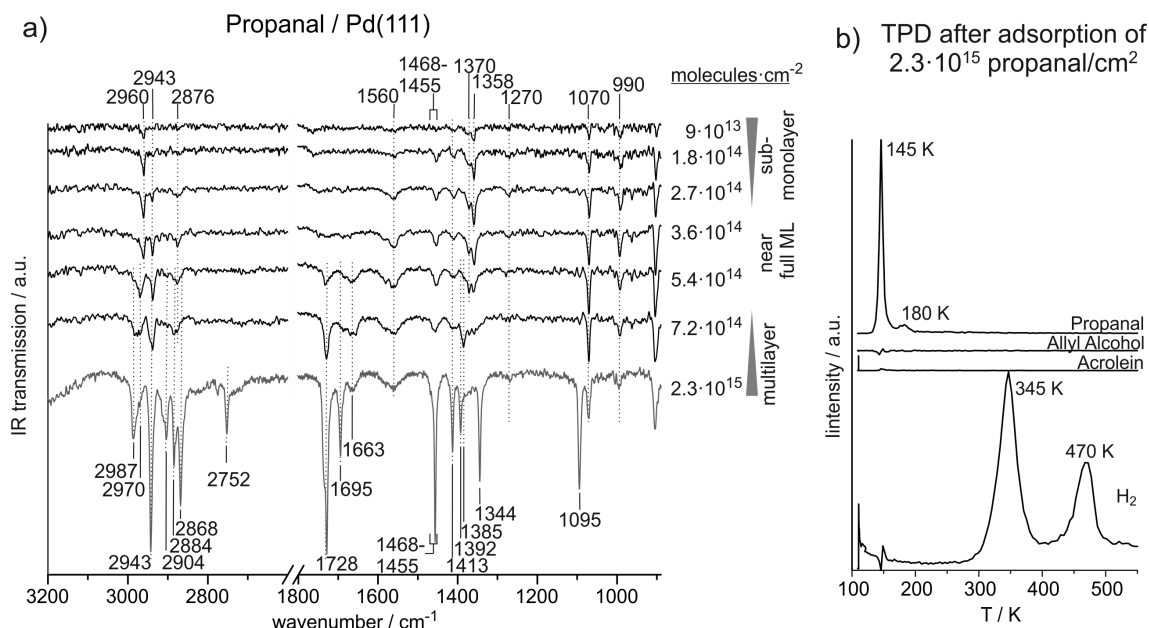 a)
Propanal / Pd(111)
2943
2960
2876
1560
1468-
1455
1370
1358
1270
1070
990
molecules·cm-2
9·10¹³
1.8·10¹⁴
2.7·10¹⁴
3.6·10¹⁴
5.4·10¹⁴
7.2·10¹⁴
2.3·10¹⁵
sub-
monolayer
near
full ML
multilayer
IR transmission / a.u.
2987
2970
2943
2904
2884
2868
2752
1728
1695
1663
1468-
1455
1413
1392
1385
1344
1095
3200
3000
2800
1800
1600
1400
1200
1000
wavenumber / cm⁻¹
b)
TPD after adsorption of
2.3·10¹⁵ propanal/cm²
145 K
180 K
Propanal
Allyl Alcohol
Acrolein
345 K
470 K
H₂
Iintensity / a.u.
100
200
300
400
500
T / K